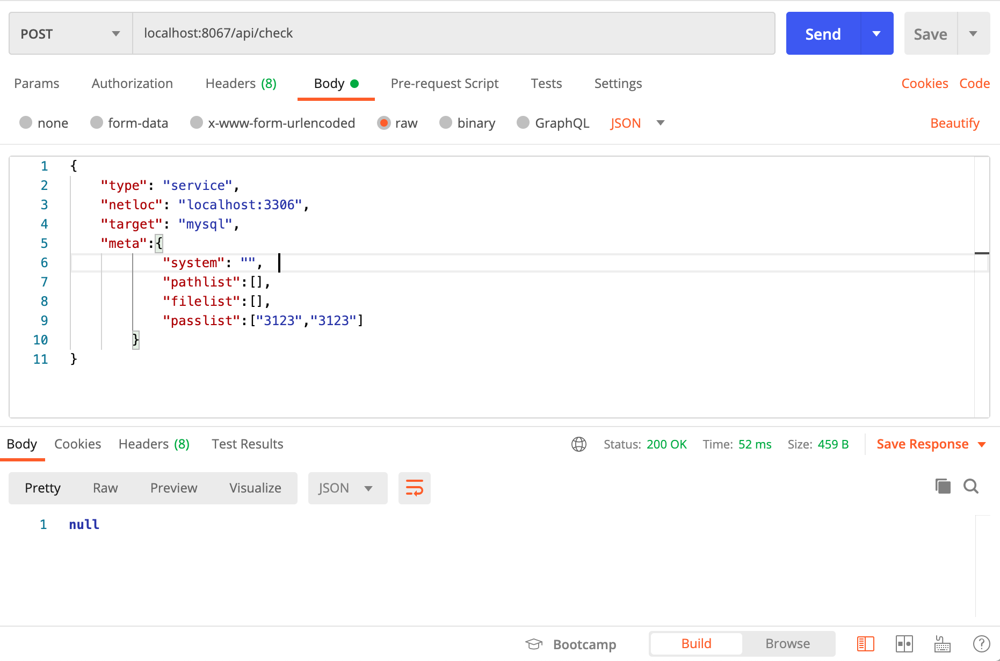 POST localhost:8067/api/check Send Save
Params Authorization Headers (8) Body Pre-request Script Tests Settings Cookies Code
none form-data x-www-form-urlencoded raw binary GraphQL JSON Beautify
1 {
2 "type": "service",
3 "netloc": "localhost:3306",
4 "target": "mysql",
5 "meta":{
6 "system": "",
7 "pathlist":[],
8 "filelist":[],
9 "passlist":["3123","3123"]
10 }
11 }
Body Cookies Headers (8) Test Results Status: 200 OK Time: 52 ms Size: 459 B Save Response
Pretty Raw Preview Visualize JSON
1 null
Bootcamp Build Browse ?